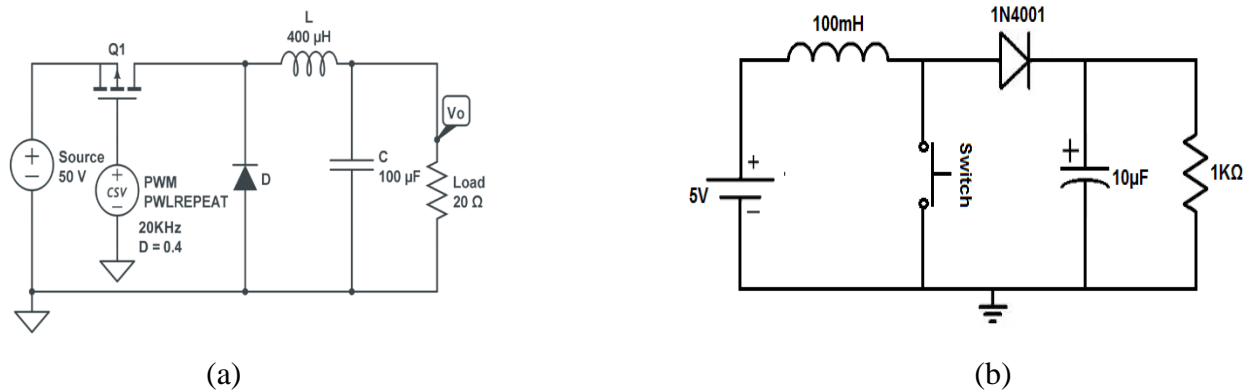 L
400 μH
Q1
Vo
+
−
Source
50 V
+
CSV
−
PWM
PWLREPEAT
20KHz
D = 0.4
D
C
100 μF
Load
20 Ω
(a)
100mH
1N4001
+
5V
−
Switch
+
10μF
1KΩ
(b)